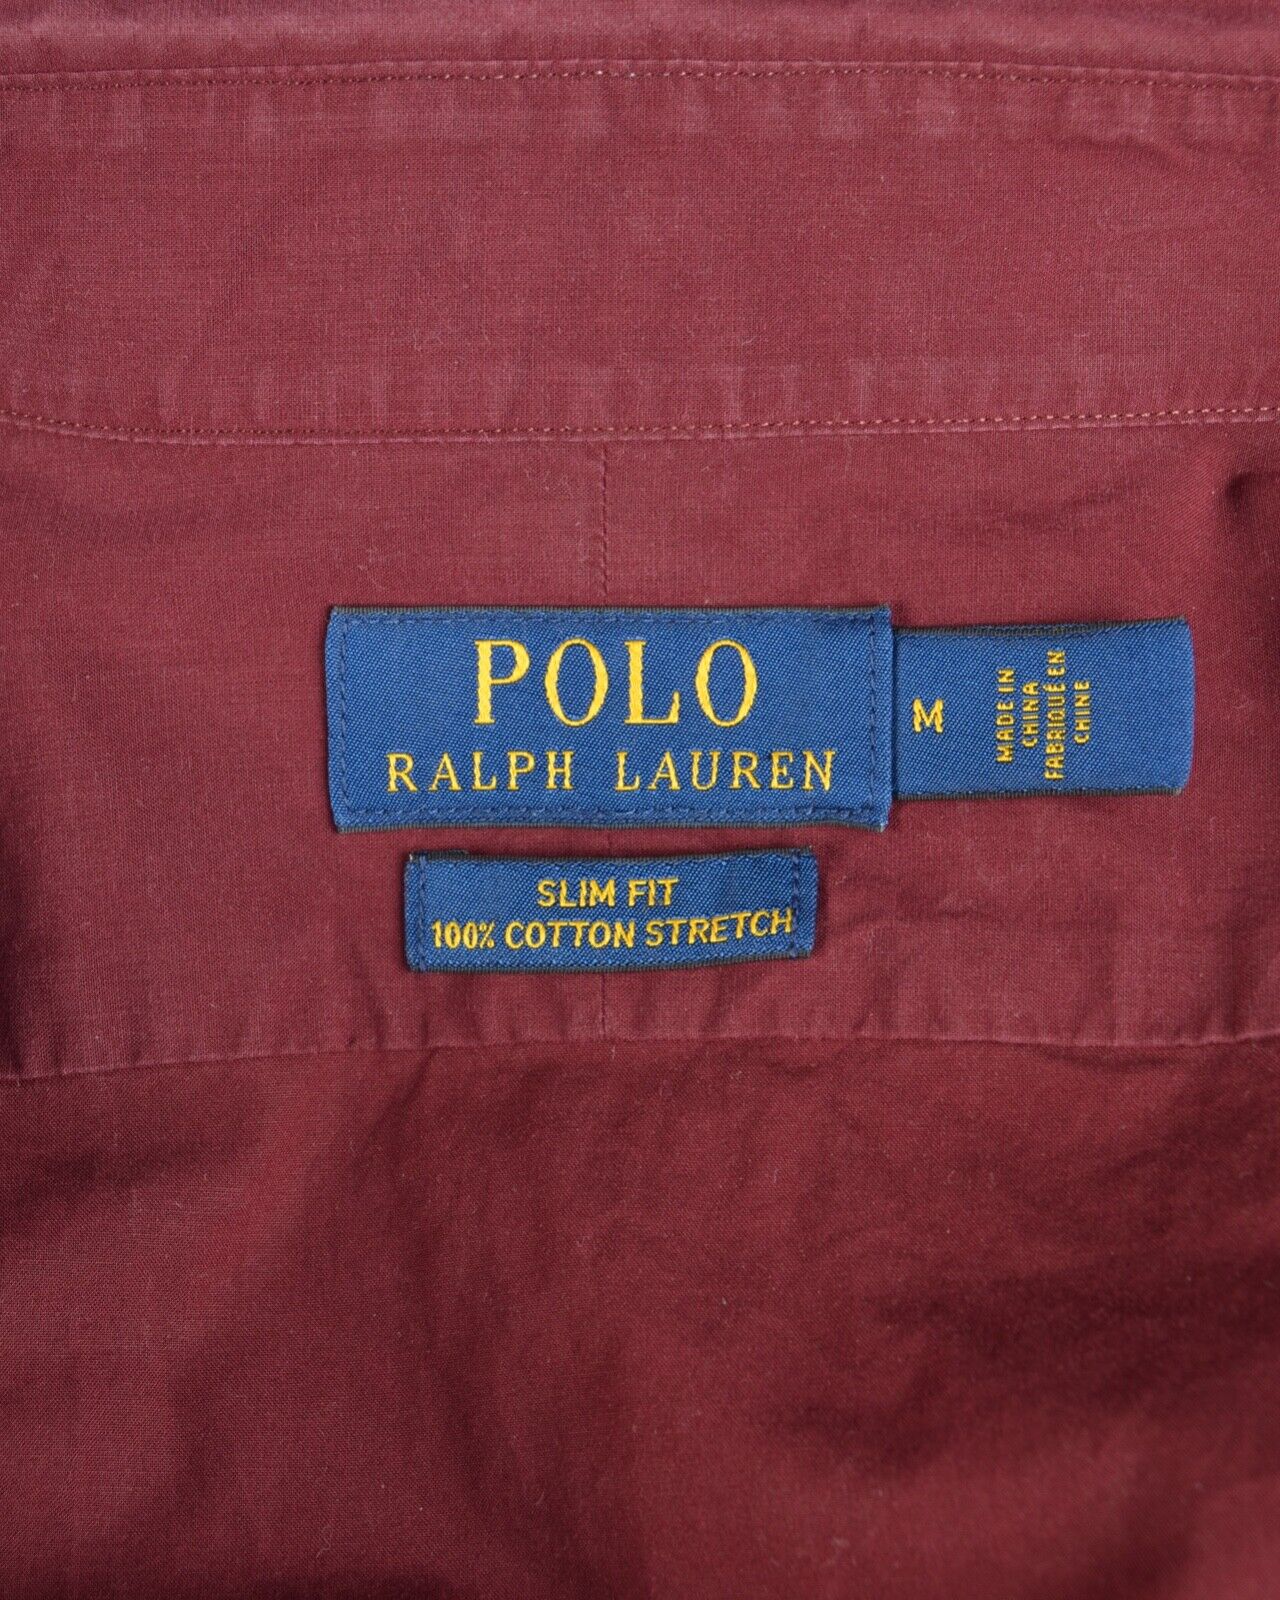 POLO
RALPH LAUREN
M
MADE IN
CHINA
FABRIQUÉ EN
CHINE
SLIM FIT
100% COTTON STRETCH